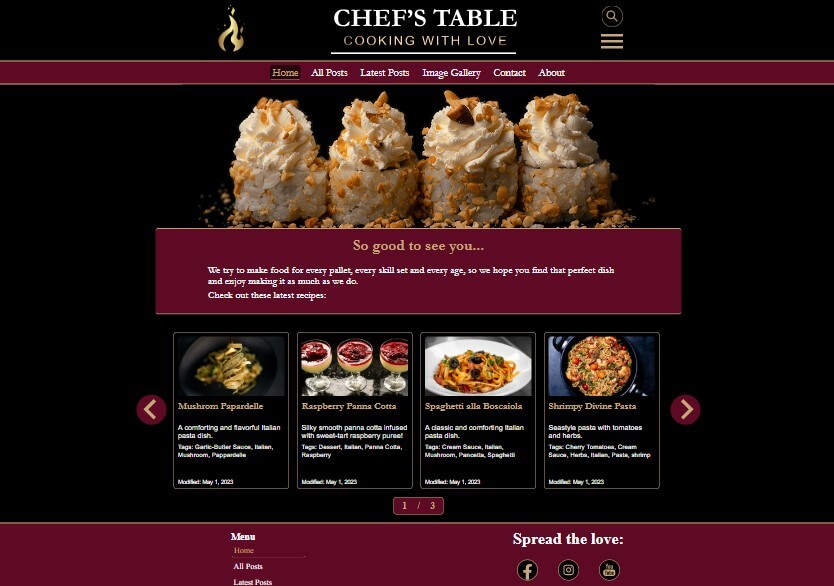 CHEF'S TABLE
COOKING WITH LOVE
Home All Posts Latest Posts Image Gallery Contact About
So good to see you...
We try to make food for every pallet, every skill set and every age, so we hope you find that perfect dish
and enjoy making it as much as we do.
Check out these latest recipes:
Mushrom Papardelle
A comforting and flavorful Italian
pasta dish.
Tags: Garlic-Butter Sauce, Italian,
Mushroom, Pappardelle
Modified: May 1, 2023
Raspberry Panna Cotta
Silky smooth panna cotta infused
with sweet-tart raspberry puree!
Tags: Dessert, Italian, Panna Cotta,
Raspberry
Modified: May 1, 2023
Spaghetti alla Boscaiola
A classic and comforting Italian
pasta dish.
Tags: Cream Sauce, Italian,
Mushroom, Pancetta, Spaghetti
Modified: May 1, 2023
Shrimpy Divine Pasta
Seastyle pasta with tomatoes
and herbs.
Tags: Cherry Tomatoes, Cream
Sauce, Herbs, Italian, Pasta, shrimp
Modified: May 1, 2023
1 / 3
Menu
Home
All Posts
Latest Posts
Spread the love:
You
Tube